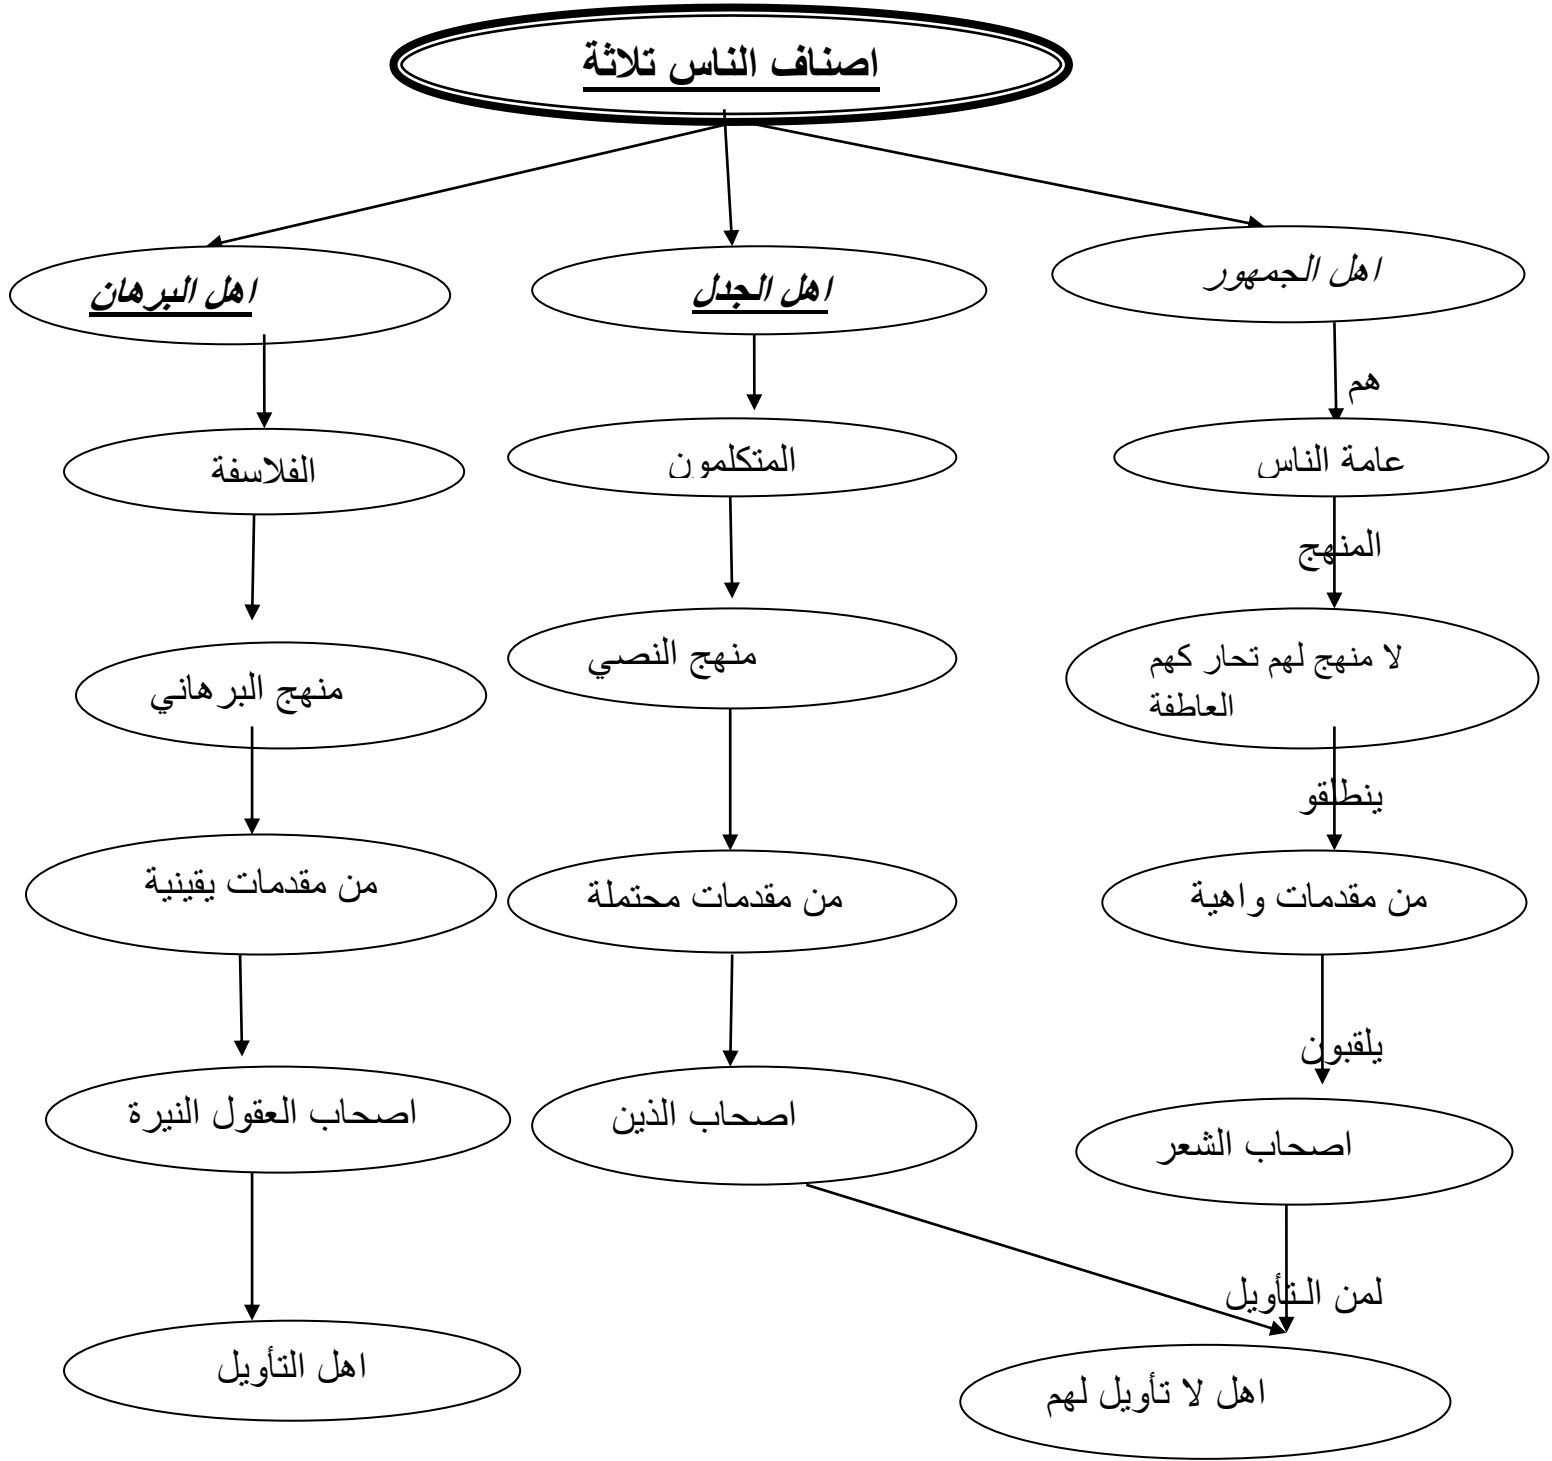 اصناف الناس تلاثة
اهل الجمهور
اهل الجدل
اهل البرهان
هم
عامة الناس
المتكلمون
الفلاسفة
المنهج
لا منهج لهم تحار كهم
العاطفة
منهج النصي
منهج البرهاني
ينطلقو
من مقدمات واهية
من مقدمات محتملة
من مقدمات يقينية
يلقبون
اصحاب الشعر
اصحاب الذين
اصحاب العقول النيرة
لمن التأويل
اهل لا تأويل لهم
اهل التأويل